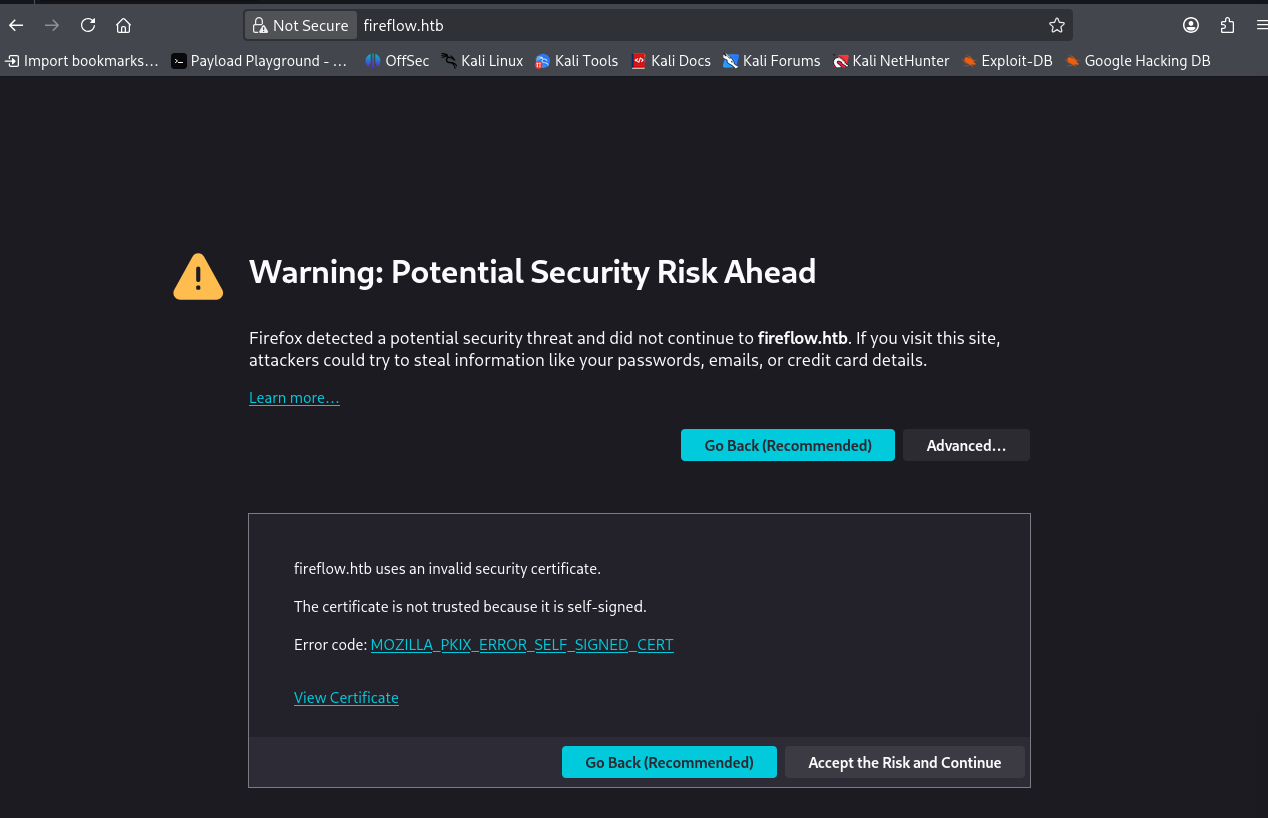 Not Secure fireflow.htb
Import bookmarks... Payload Playground - ... OffSec Kali Linux Kali Tools Kali Docs Kali Forums Kali NetHunter Exploit-DB Google Hacking DB
Warning: Potential Security Risk Ahead
Firefox detected a potential security threat and did not continue to fireflow.htb. If you visit this site,
attackers could try to steal information like your passwords, emails, or credit card details.
Learn more...
Go Back (Recommended) Advanced...
fireflow.htb uses an invalid security certificate.
The certificate is not trusted because it is self-signed.
Error code: MOZILLA_PKIX_ERROR_SELF_SIGNED_CERT
View Certificate
Go Back (Recommended) Accept the Risk and Continue